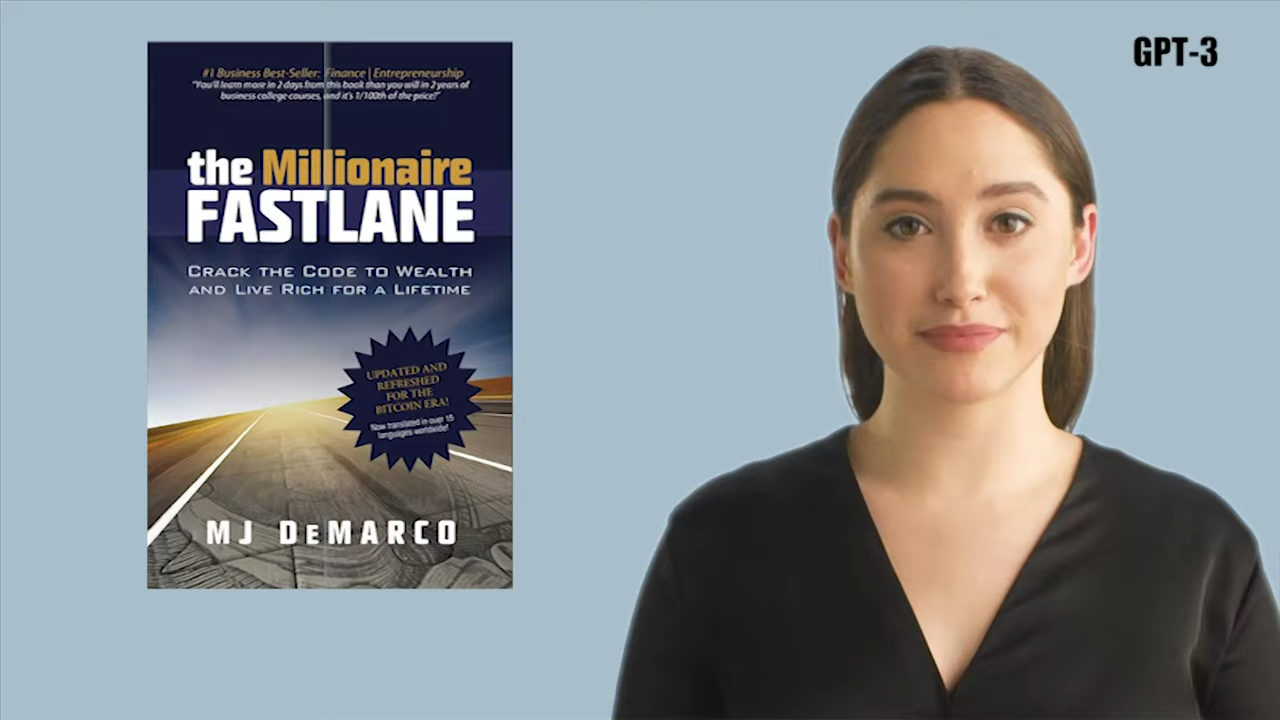 #1 Business Best-Seller: Finance | Entrepreneurship
"You'll learn more in 2 days from this book than you will in 2 years of
business college courses, and it's 1/100th of the price!"
the Millionaire
FASTLANE
CRACK THE CODE TO WEALTH
AND LIVE RICH FOR A LIFETIME
UPDATED AND
REFRESHED
FOR THE
BITCOIN ERA!
Now translated in over 15
languages worldwide!
MJ DEMARCO
GPT-3